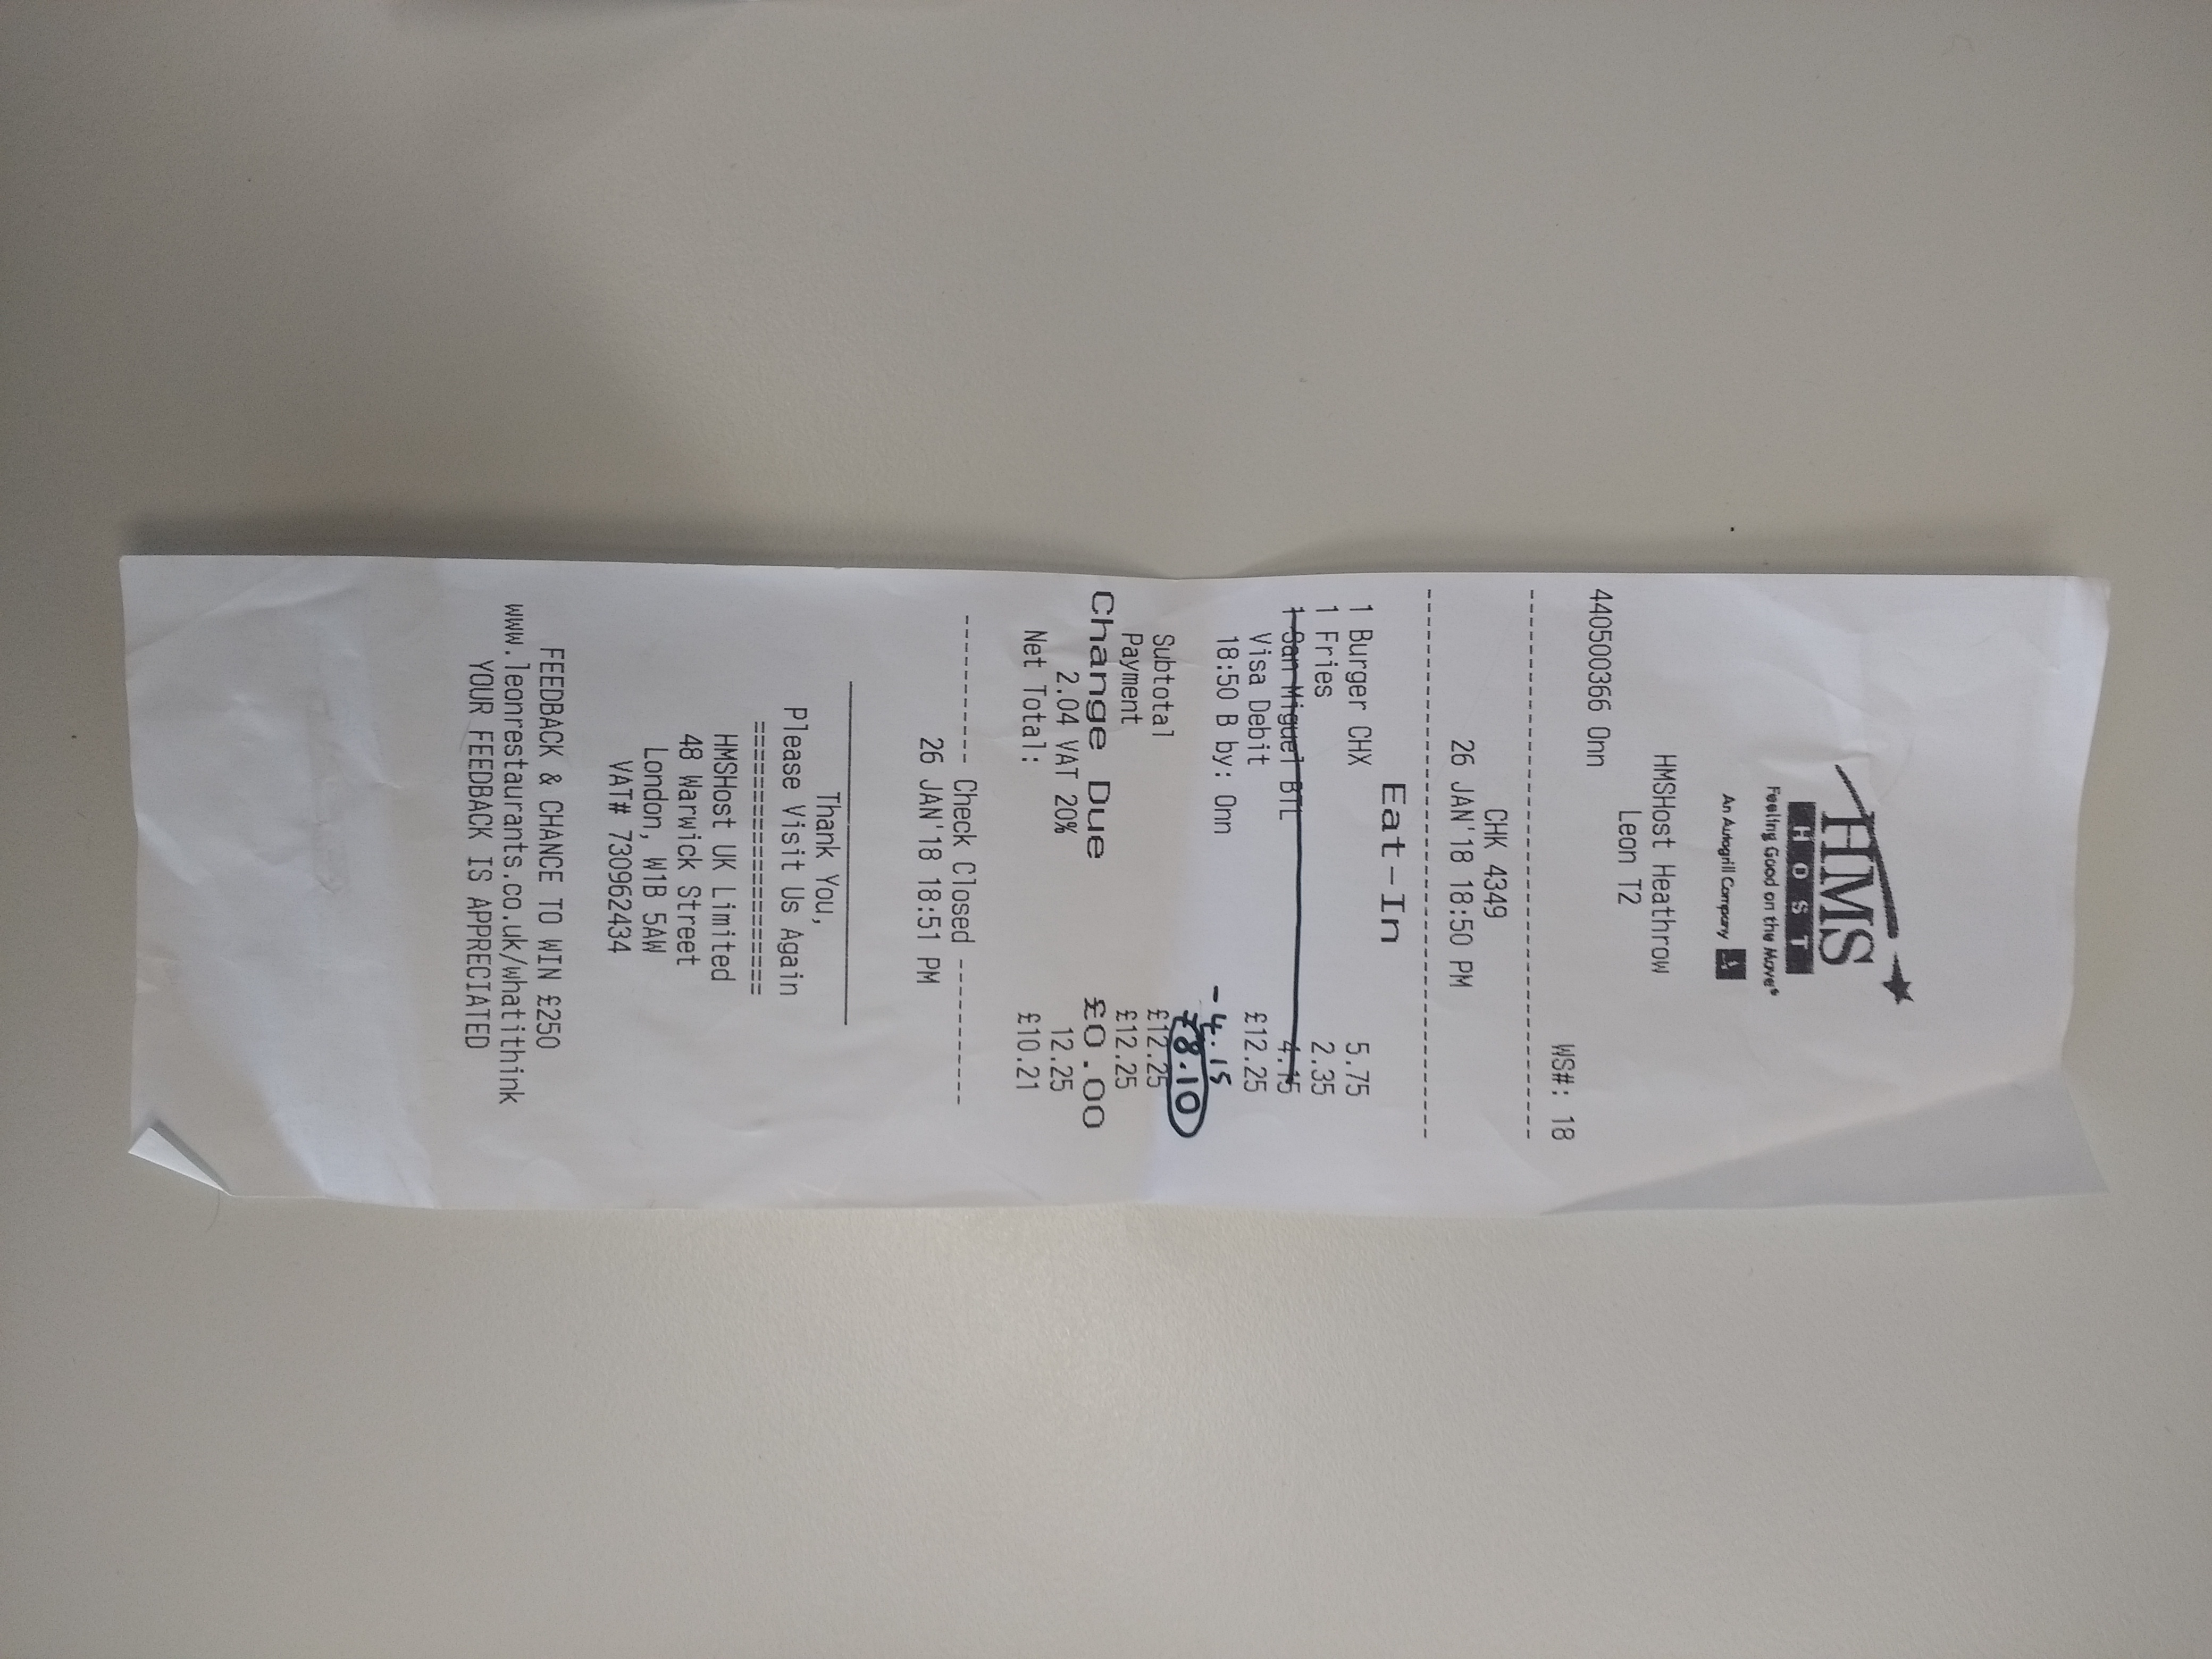 HMS
HOST
Feeling Good on the Move®
An Autogrill Company A
HMSHost Heathrow
Leon T2
440500366 Onn WS#: 18
--------------------------------
CHK 4349
26 JAN'18 18:50 PM
--------------------------------
Eat-In
1 Burger CHX 5.75
1 Fries 2.35
1 San Miguel BTL 4.15
Visa Debit £12.25
18:50 B by: Onn
- 4.15
£8.10
Subtotal £12.25
Payment £12.25
Change Due £0.00
2.04 VAT 20% 12.25
Net Total: £10.21
--------- Check Closed ---------
26 JAN'18 18:51 PM
Thank You,
Please Visit Us Again
====================
HMSHost UK Limited
48 Warwick Street
London, W1B 5AW
VAT# 730962434
FEEDBACK & CHANCE TO WIN £250
www.leonrestaurants.co.uk/whatithink
YOUR FEEDBACK IS APPRECIATED